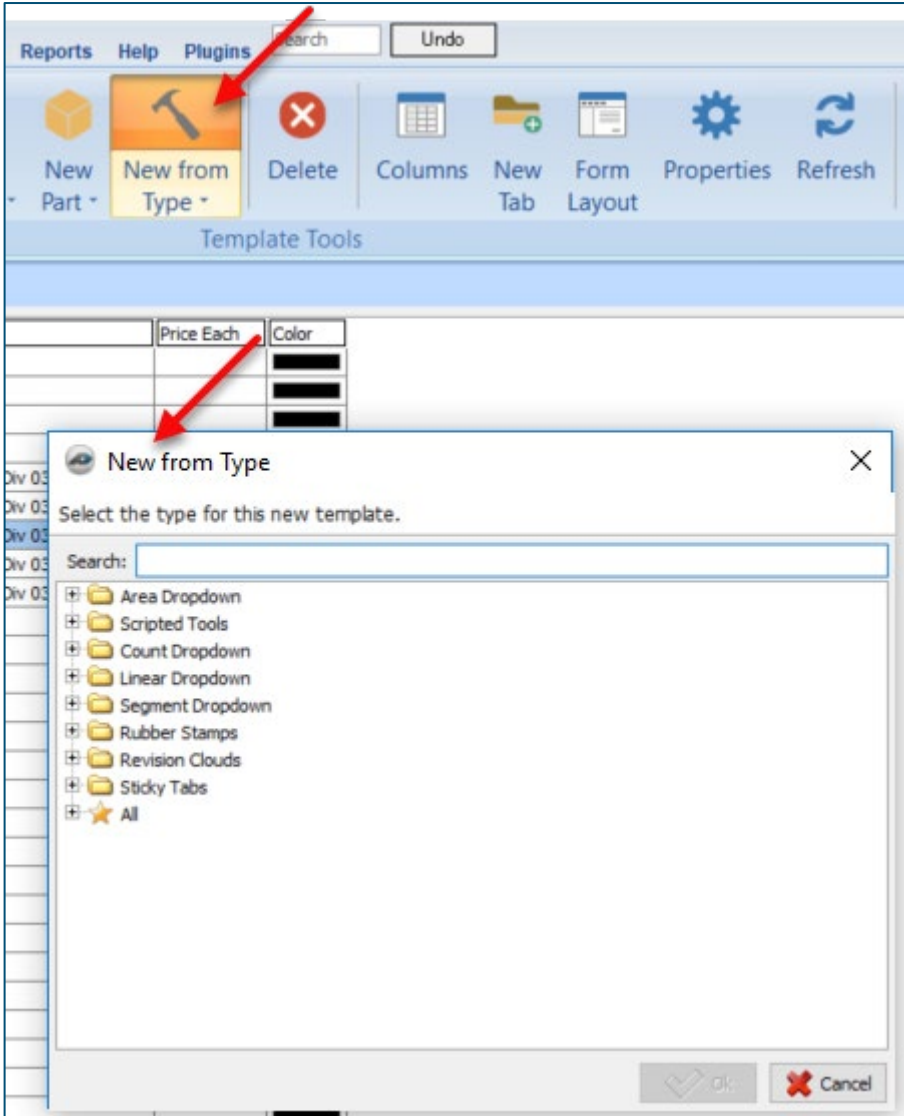 Reports Help Plugins Search Undo
New Part
New from Type
Delete
Columns
New Tab
Form Layout
Properties
Refresh
Template Tools
Price Each Color
New from Type
Div 03
Select the type for this new template.
Div 03
Div 03
Search:
Div 03
Div 03
Area Dropdown
Scripted Tools
Count Dropdown
Linear Dropdown
Segment Dropdown
Rubber Stamps
Revision Clouds
Sticky Tabs
All
Ok Cancel